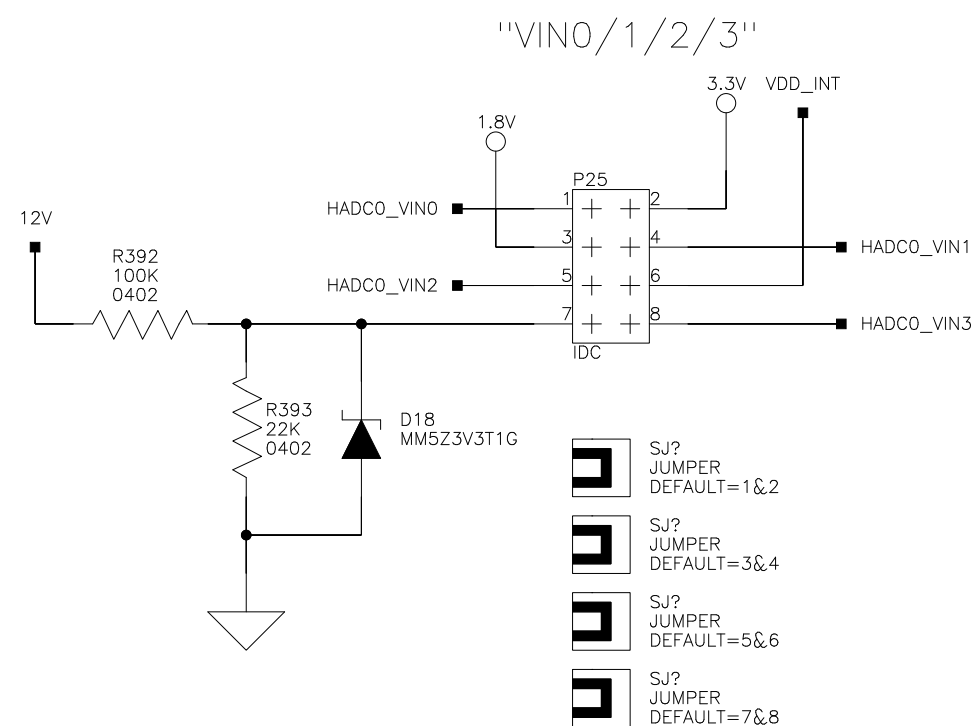 "VIN0/1/2/3"
3.3V
VDD_INT
1.8V
P25
1
2
HADC0_VIN0
12V
3
4
HADC0_VIN1
R392
100K
0402
HADC0_VIN2
5
6
7
8
HADC0_VIN3
IDC
R393
22K
0402
D18
MM5Z3V3T1G
SJ?
JUMPER
DEFAULT=1&2
SJ?
JUMPER
DEFAULT=3&4
SJ?
JUMPER
DEFAULT=5&6
SJ?
JUMPER
DEFAULT=7&8